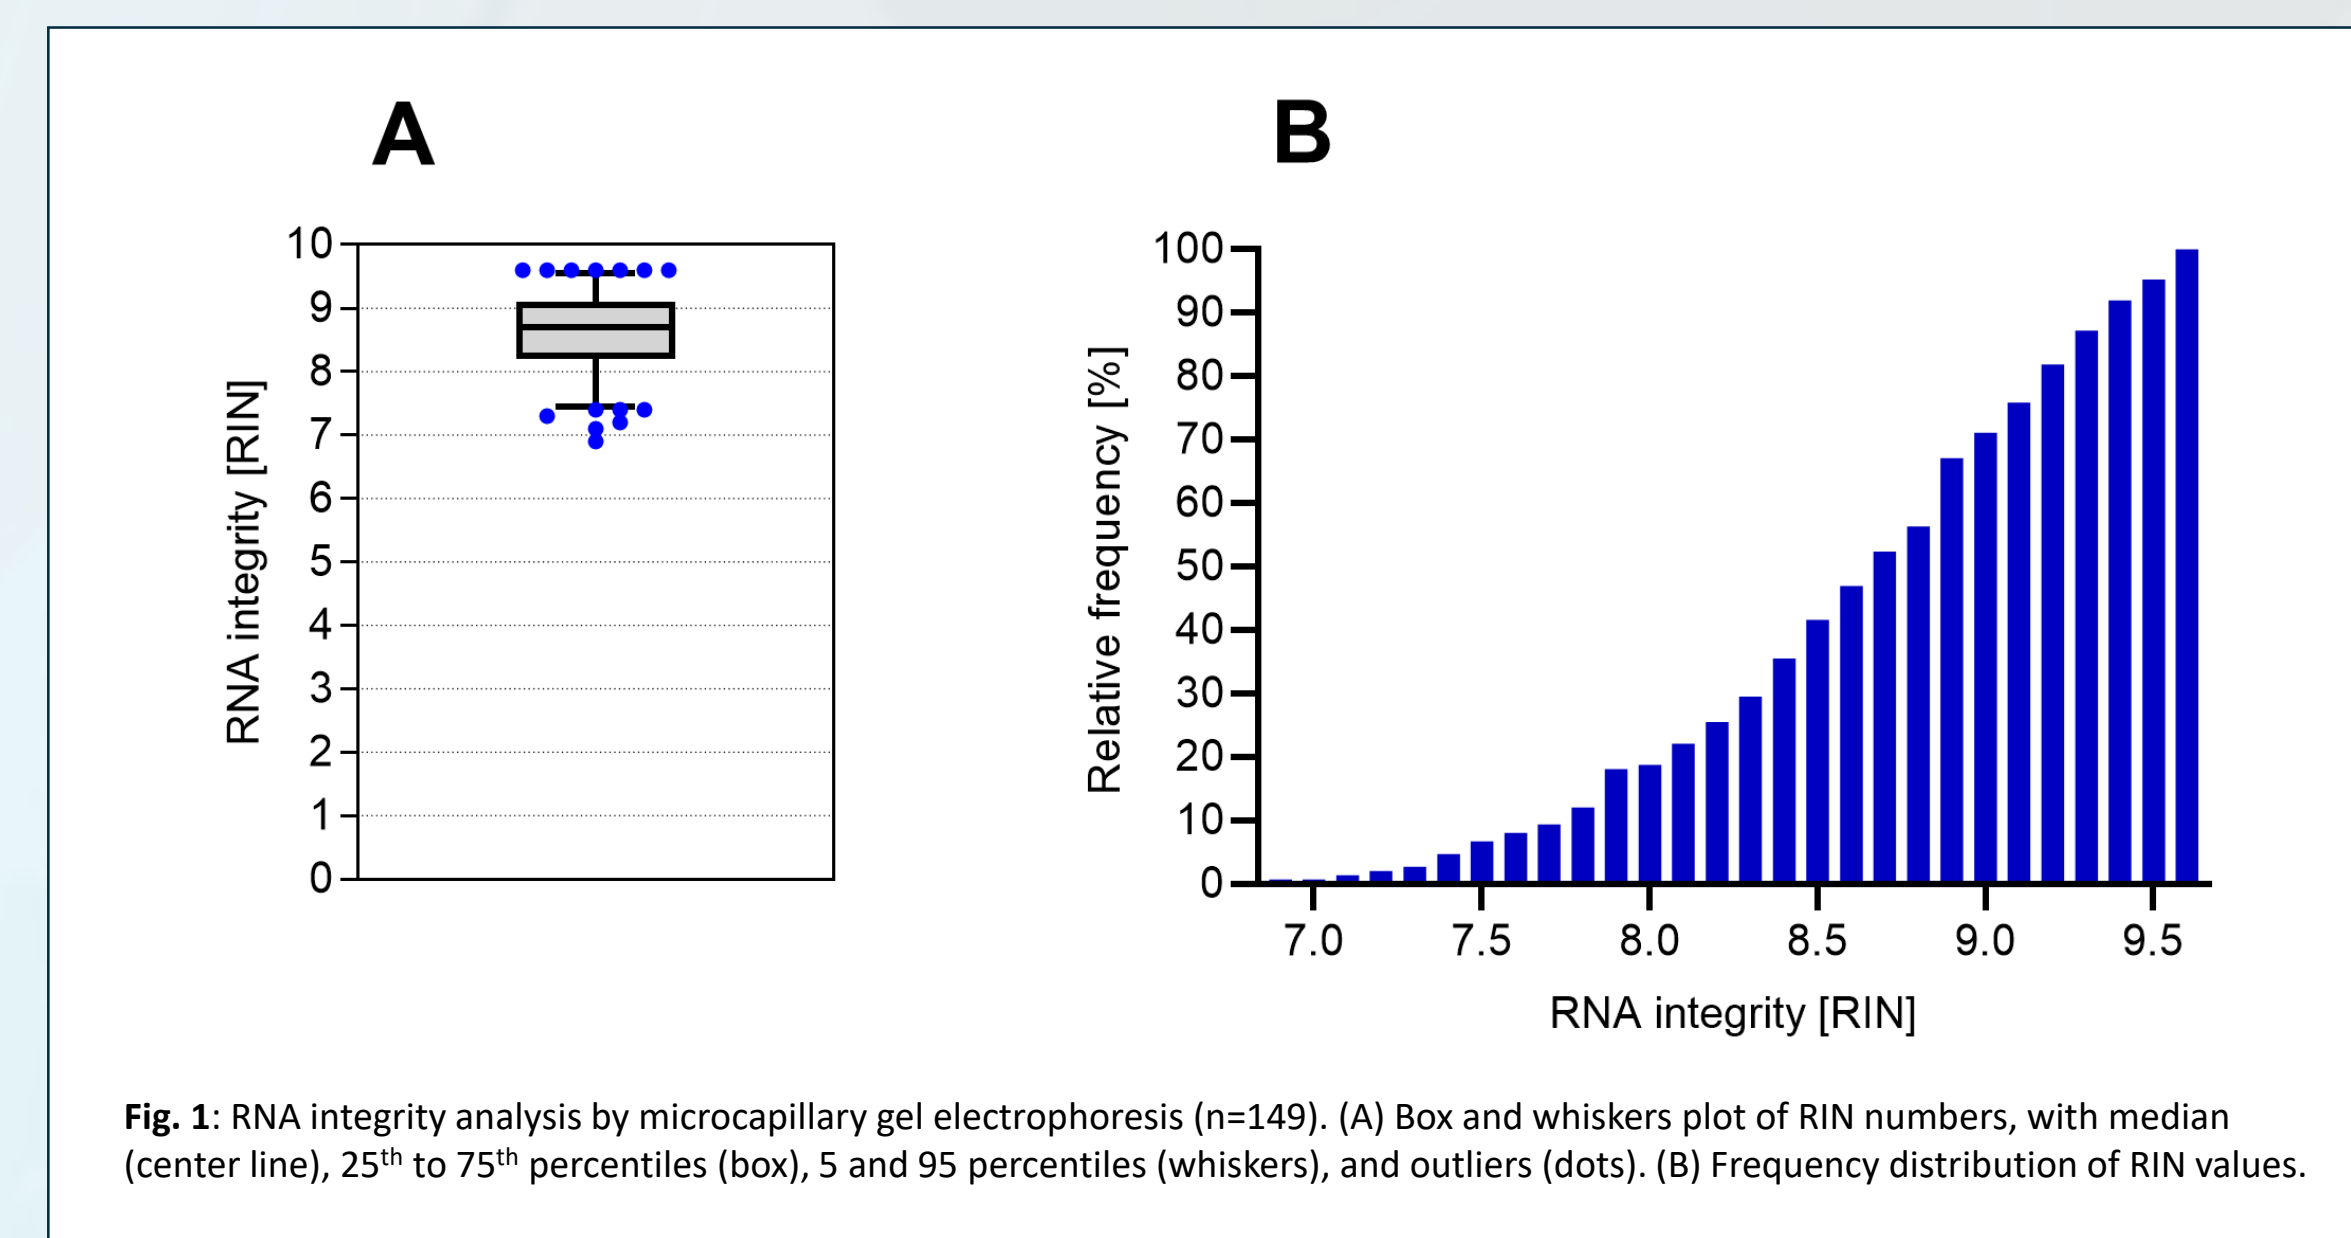 A
B
10
9
8
7
6
5
4
3
2
1
0
RNA integrity [RIN]
100
90
80
70
60
50
40
30
20
10
0
Relative frequency [%]
7.0 7.5 8.0 8.5 9.0 9.5
RNA integrity [RIN]
Fig. 1: RNA integrity analysis by microcapillary gel electrophoresis (n=149). (A) Box and whiskers plot of RIN numbers, with median
(center line), 25th to 75th percentiles (box), 5 and 95 percentiles (whiskers), and outliers (dots). (B) Frequency distribution of RIN values.